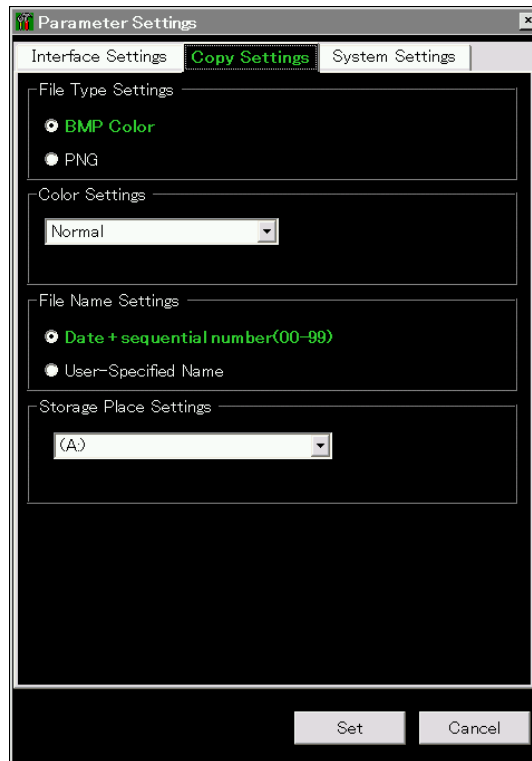 Parameter Settings
Interface Settings Copy Settings System Settings
File Type Settings
BMP Color
PNG
Color Settings
Normal
File Name Settings
Date+sequential number(00-99)
User-Specified Name
Storage Place Settings
(A:)
Set Cancel